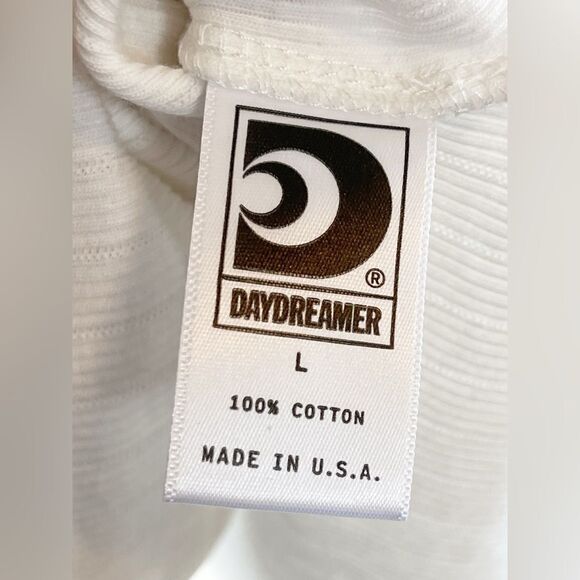 ®
DAYDREAMER
L
100% COTTON
MADE IN U.S.A.